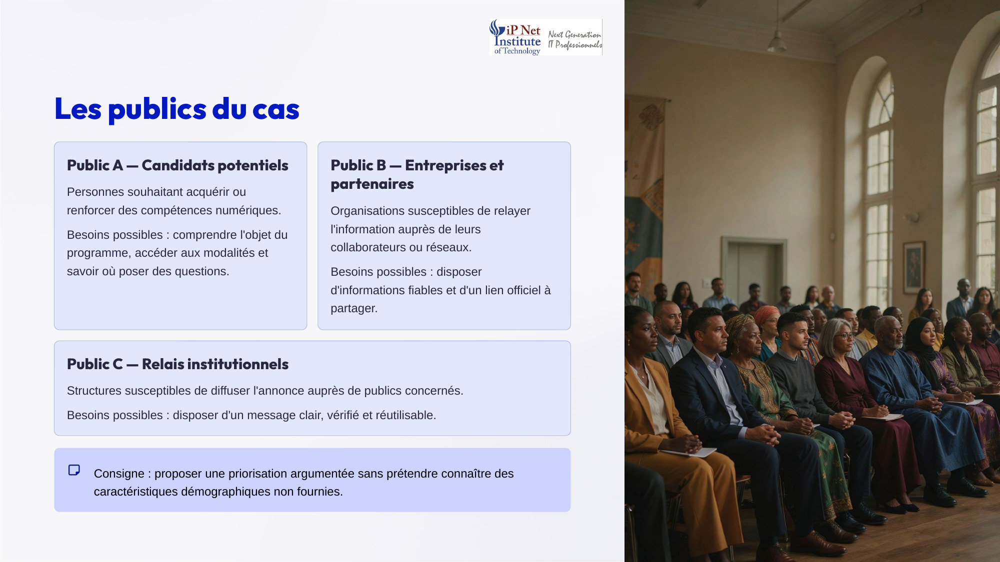 iP Net
Institute
of Technology
Next Generation
IT Professionnels
Les publics du cas
Public A — Candidats potentiels
Personnes souhaitant acquérir ou
renforcer des compétences numériques.
Besoins possibles : comprendre l'objet du
programme, accéder aux modalités et
savoir où poser des questions.
Public B — Entreprises et
partenaires
Organisations susceptibles de relayer
l'information auprès de leurs
collaborateurs ou réseaux.
Besoins possibles : disposer
d'informations fiables et d'un lien officiel à
partager.
Public C — Relais institutionnels
Structures susceptibles de diffuser l'annonce auprès de publics concernés.
Besoins possibles : disposer d'un message clair, vérifié et réutilisable.
Consigne : proposer une priorisation argumentée sans prétendre connaître des
caractéristiques démographiques non fournies.